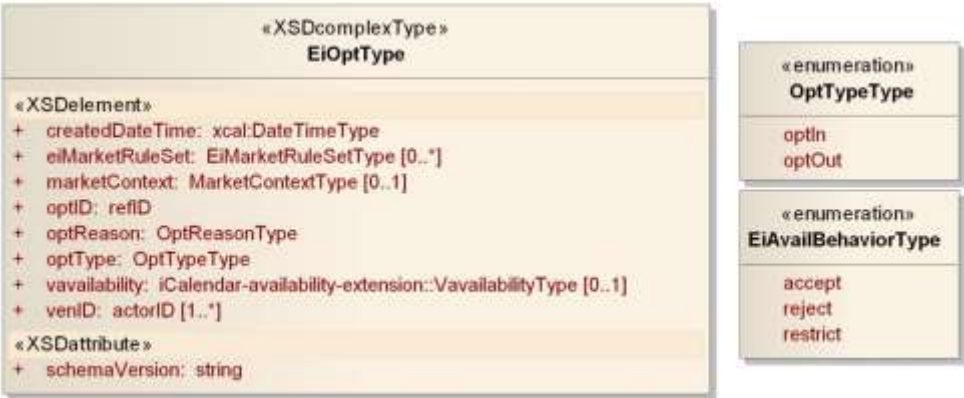 «XSDcomplexType»
EiOptType
«XSDelement»
+ createdDateTime: xcal:DateTimeType
+ eiMarketRuleSet: EiMarketRuleSetType [0..*]
+ marketContext: MarketContextType [0..1]
+ optID: refID
+ optReason: OptReasonType
+ optType: OptTypeType
+ vavailability: iCalendar-availability-extension::VavailabilityType [0..1]
+ venID: actorID [1..*]
«XSDattribute»
+ schemaVersion: string
«enumeration»
OptTypeType
optIn
optOut
«enumeration»
EiAvailBehaviorType
accept
reject
restrict